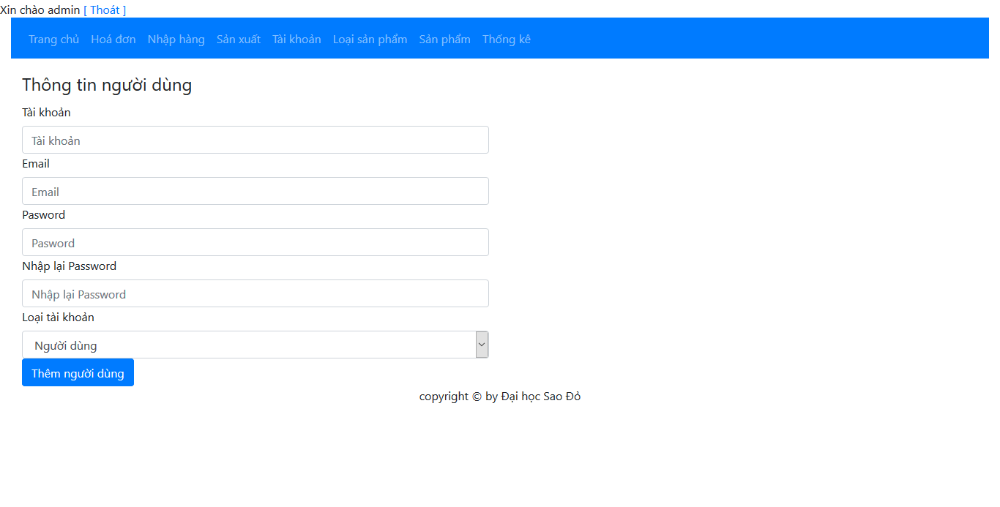 Xin chào admin [ Thoát ]
Trang chủ Hoá đơn Nhập hàng Sản xuất Tài khoản Loại sản phẩm Sản phẩm Thống kê
Thông tin người dùng
Tài khoản
Tài khoản
Email
Email
Pasword
Pasword
Nhập lại Password
Nhập lại Password
Loại tài khoản
Người dùng
Thêm người dùng
copyright © by Đại học Sao Đỏ